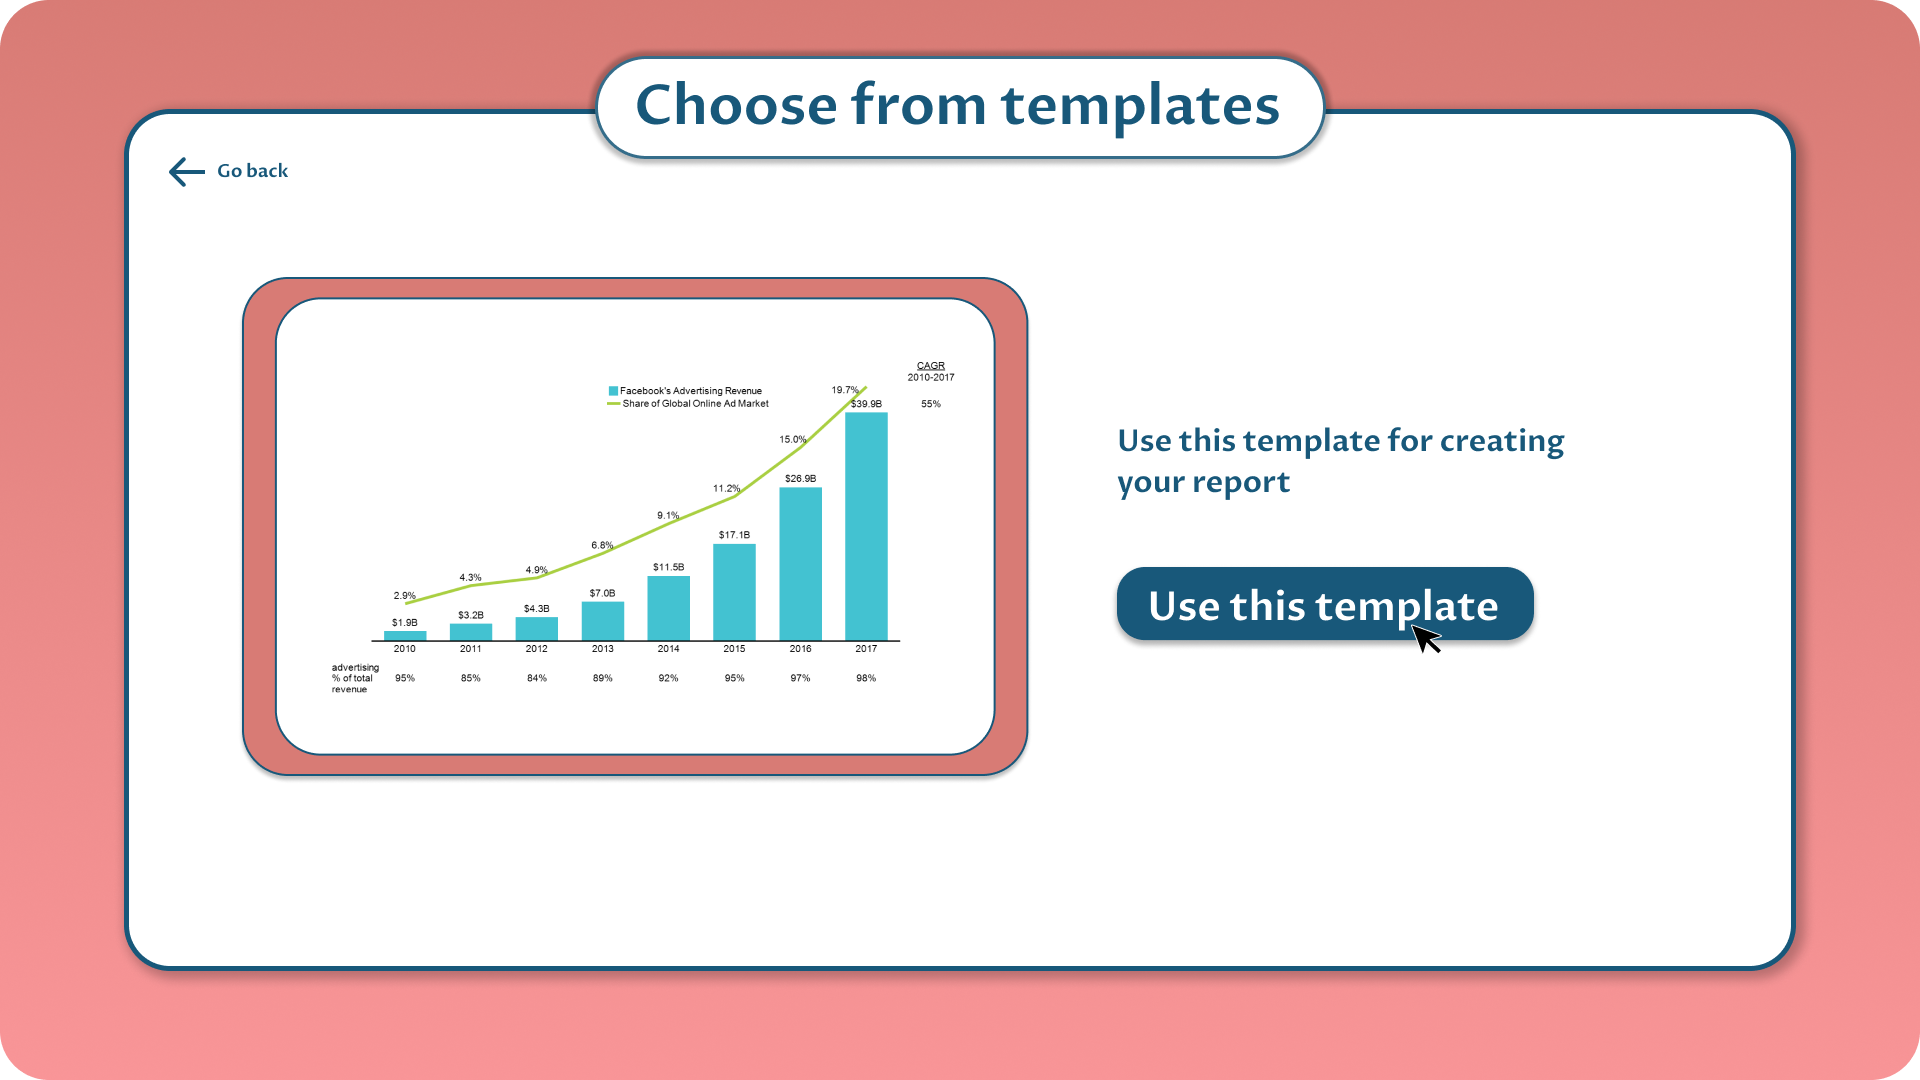 Choose from templates
Go back
CAGR
2010-2017
55%
Facebook's Advertising Revenue
Share of Global Online Ad Market
19.7%
$39.9B
15.0%
$26.9B
11.2%
$17.1B
9.1%
$11.5B
6.8%
$7.0B
4.9%
$4.3B
4.3%
$3.2B
2.9%
$1.9B
2010 2011 2012 2013 2014 2015 2016 2017
advertising
% of total
revenue
95% 85% 84% 89% 92% 95% 97% 98%
Use this template for creating
your report
Use this template